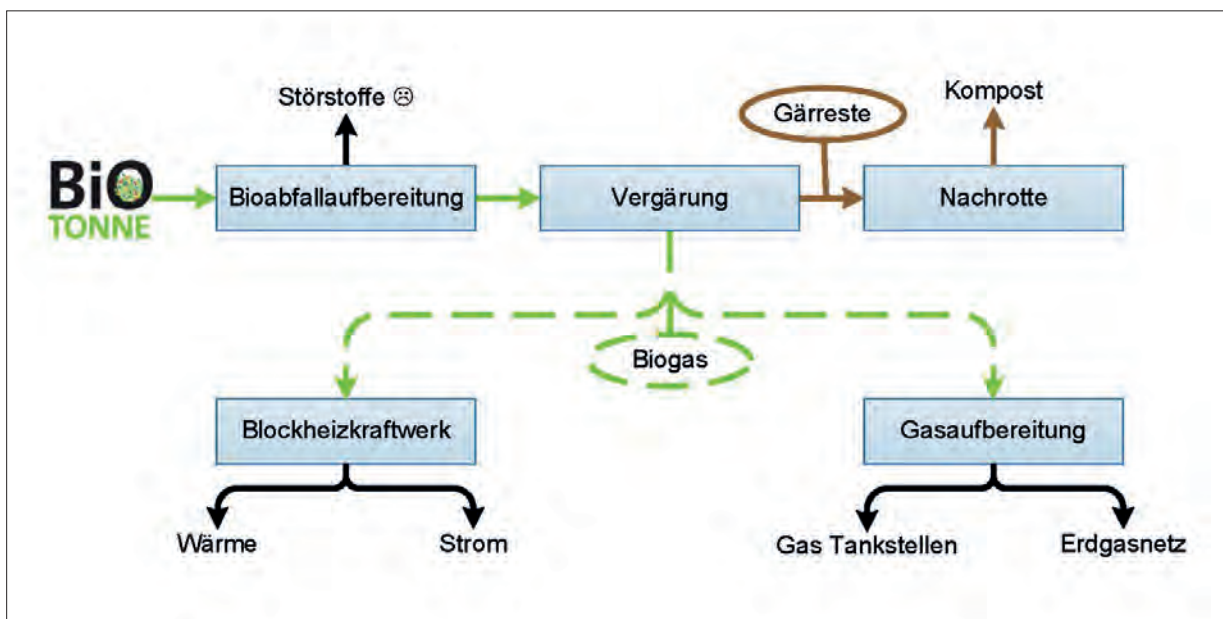 Störstoffe ☹
Gärreste
Kompost
BiO
TONNE
Bioabfallaufbereitung
Vergärung
Nachrotte
Biogas
Blockheizkraftwerk
Gasaufbereitung
Wärme
Strom
Gas Tankstellen
Erdgasnetz